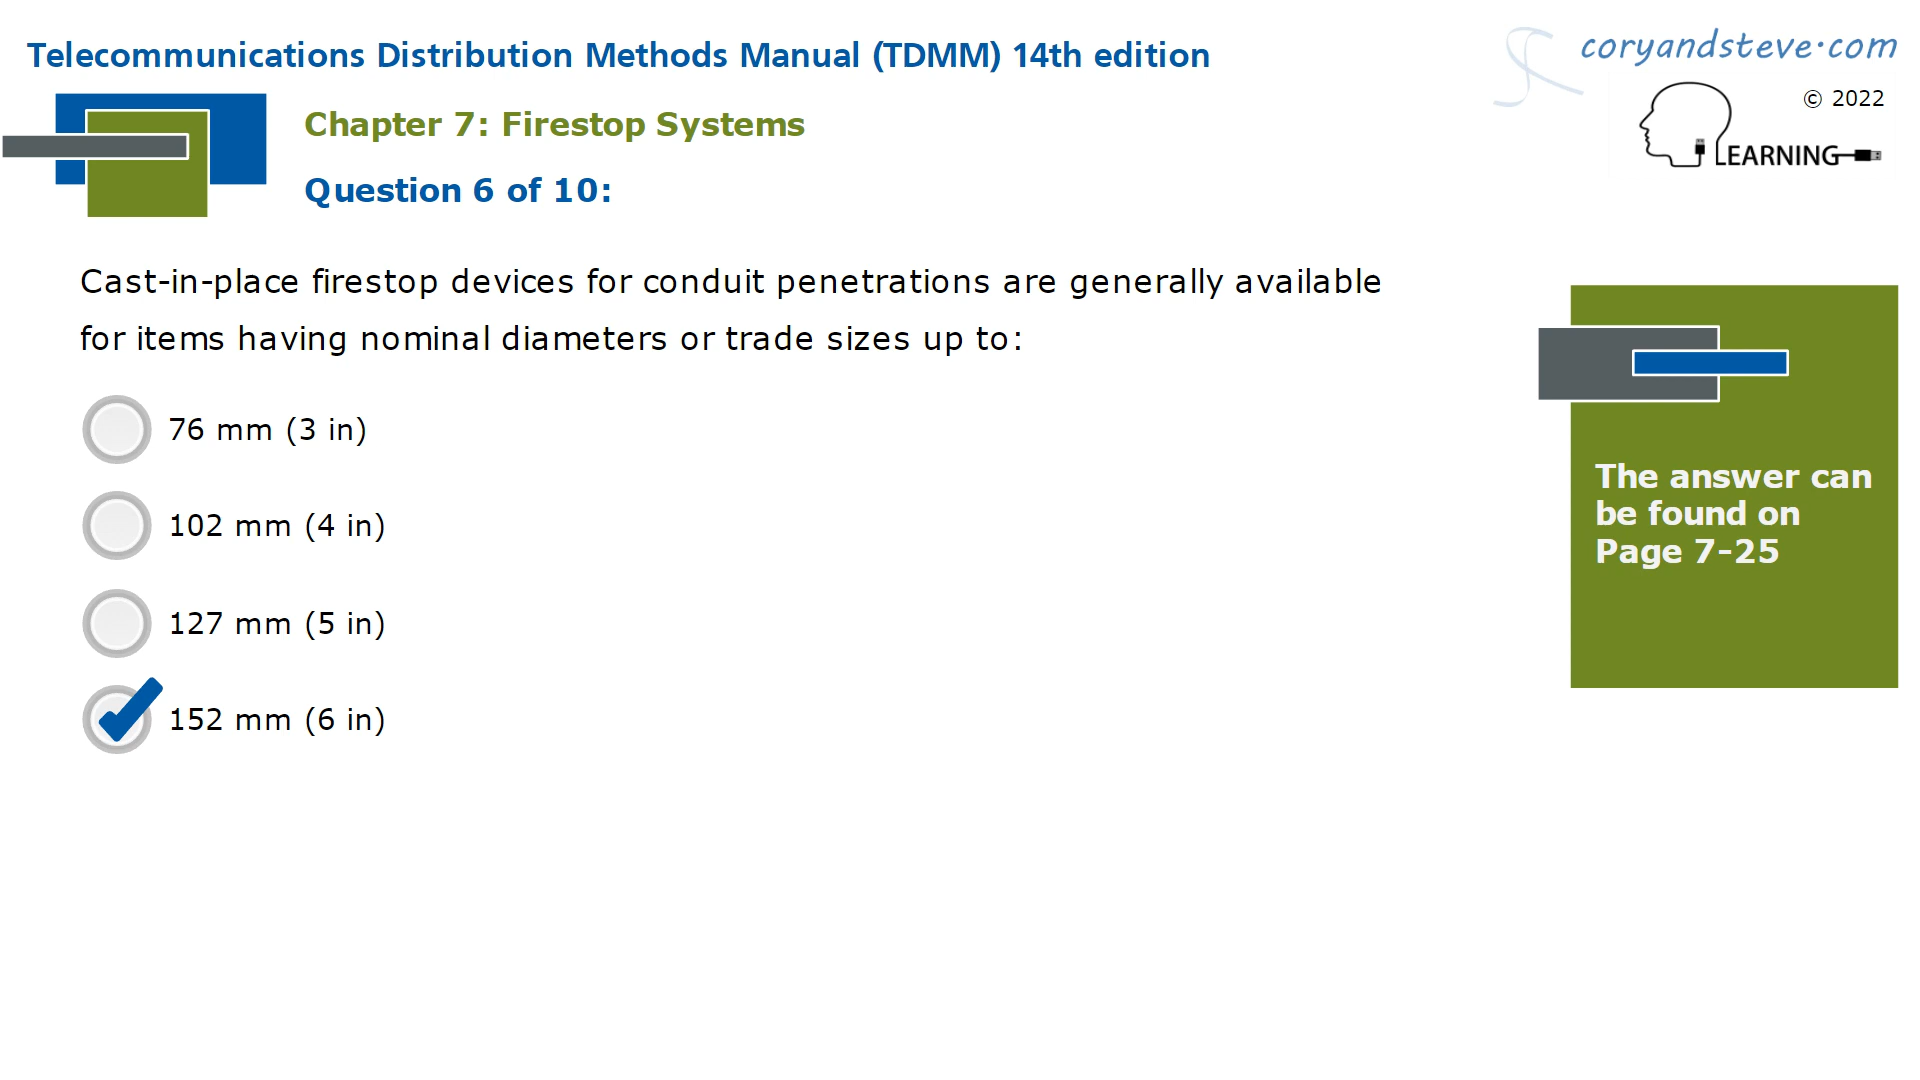 Telecommunications Distribution Methods Manual (TDMM) 14th edition
coryandsteve.com
© 2022
LEARNING
Chapter 7: Firestop Systems
Question 6 of 10:
Cast-in-place firestop devices for conduit penetrations are generally available
for items having nominal diameters or trade sizes up to:
76 mm (3 in)
102 mm (4 in)
127 mm (5 in)
152 mm (6 in)
The answer can
be found on
Page 7-25